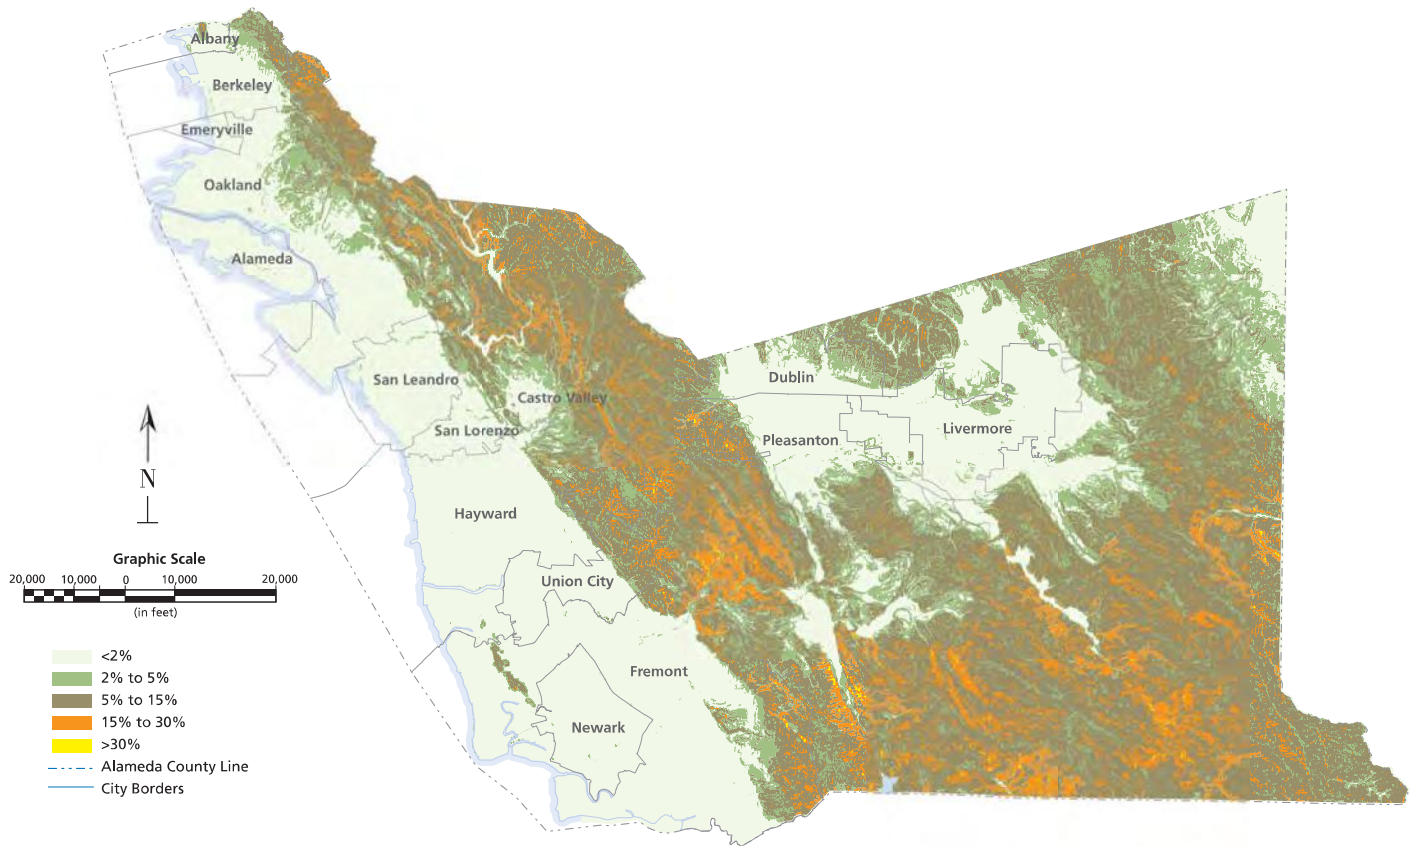 Albany
Berkeley
Emeryville
Oakland
Alameda
San Leandro
Castro Valley
San Lorenzo
Dublin
Pleasanton
Livermore
Hayward
Union City
Fremont
Newark
N
Graphic Scale
20,000 10,000 0 10,000 20,000
(in feet)
<2%
2% to 5%
5% to 15%
15% to 30%
>30%
Alameda County Line
City Borders